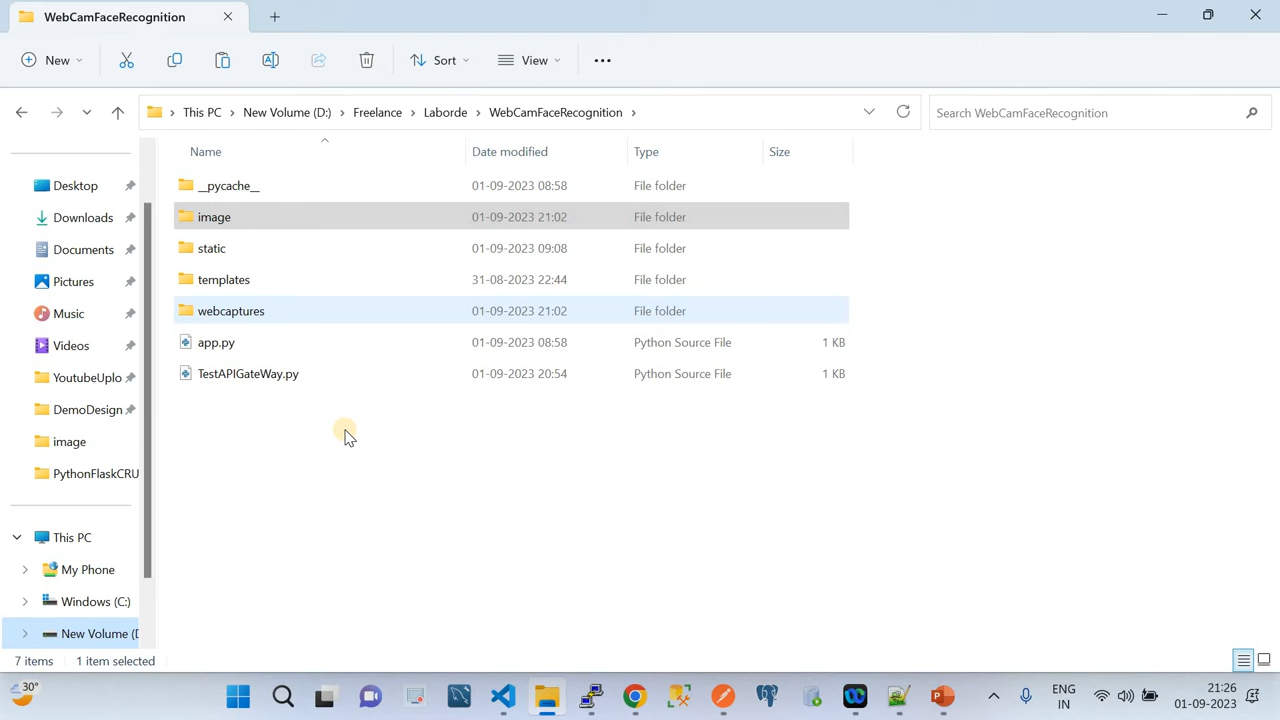 WebCamFaceRecognition
New
Sort
View
This PC
New Volume (D:)
Freelance
Laborde
WebCamFaceRecognition
Search WebCamFaceRecognition
Name
Date modified
Type
Size
Desktop
Downloads
Documents
Pictures
Music
Videos
YoutubeUplo
DemoDesign
image
PythonFlaskCRU
This PC
My Phone
Windows (C:)
New Volume (D
__pycache__ 01-09-2023 08:58 File folder
image 01-09-2023 21:02 File folder
static 01-09-2023 09:08 File folder
templates 31-08-2023 22:44 File folder
webcaptures 01-09-2023 21:02 File folder
app.py 01-09-2023 08:58 Python Source File 1 KB
TestAPIGateWay.py 01-09-2023 20:54 Python Source File 1 KB
7 items 1 item selected
30°
ENG
IN
21:26
01-09-2023